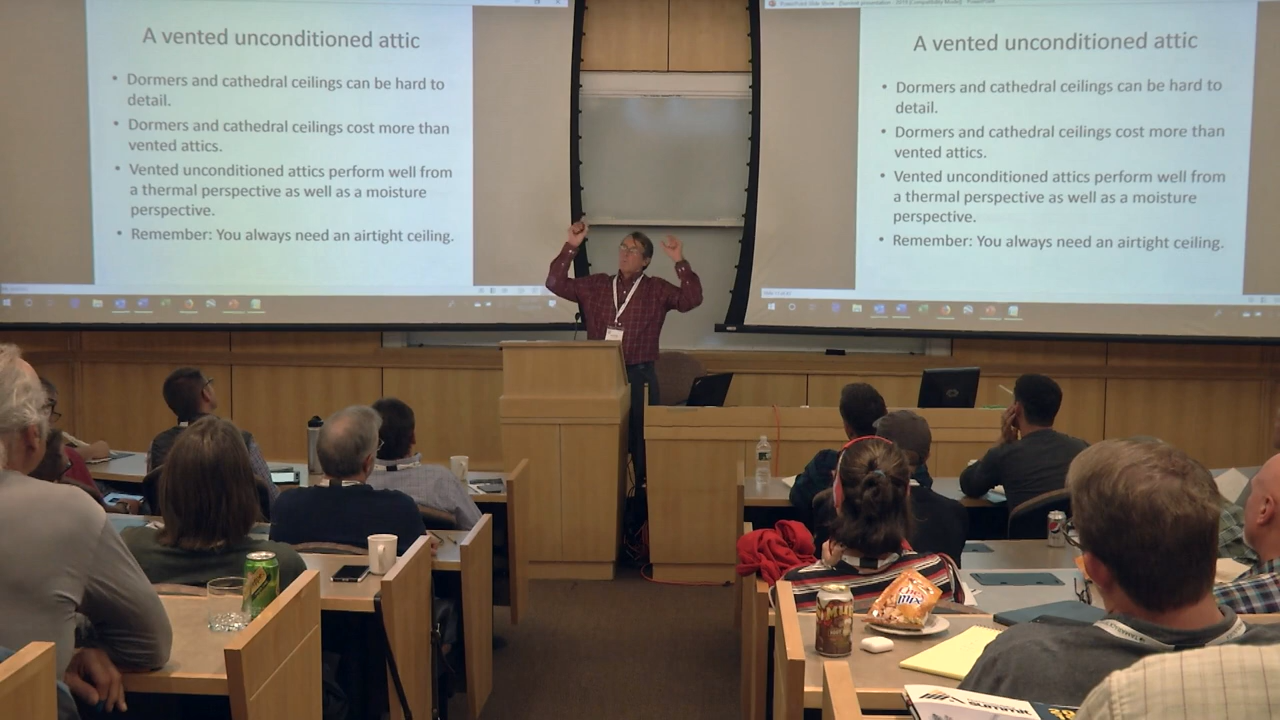 A vented unconditioned attic
• Dormers and cathedral ceilings can be hard to
detail.
• Dormers and cathedral ceilings cost more than
vented attics.
• Vented unconditioned attics perform well from
a thermal perspective as well as a moisture
perspective.
• Remember: You always need an airtight ceiling.
A vented unconditioned attic
• Dormers and cathedral ceilings can be hard to
detail.
• Dormers and cathedral ceilings cost more than
vented attics.
• Vented unconditioned attics perform well from
a thermal perspective as well as a moisture
perspective.
• Remember: You always need an airtight ceiling.
Chex
Mix
summit